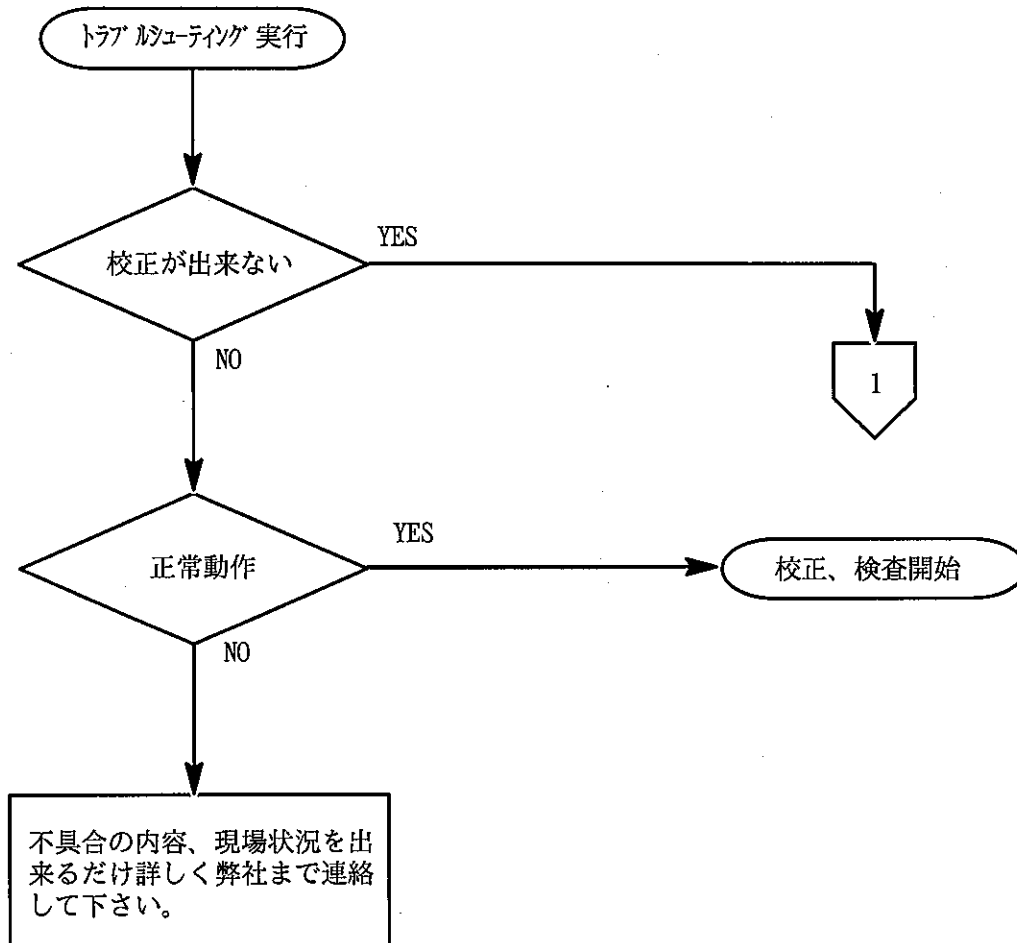 ﾄﾗﾌﾞﾙｼｭｰﾃｨﾝｸﾞ実行
校正が出来ない
YES
NO
1
正常動作
YES
校正、検査開始
NO
不具合の内容、現場状況を出
来るだけ詳しく弊社まで連絡
して下さい。